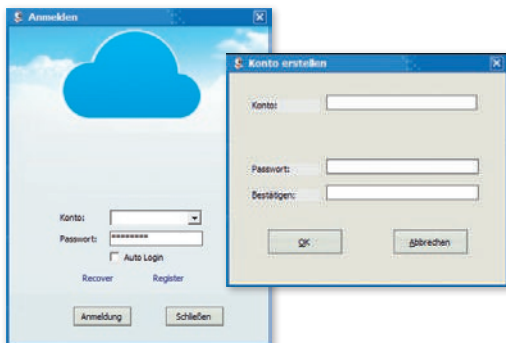 Anmelden
Konto:
Passwort: ********
Auto Login
Recover Register
Anmeldung Schließen
Konto erstellen
Konto:
Passwort:
Bestätigen:
OK Abbrechen